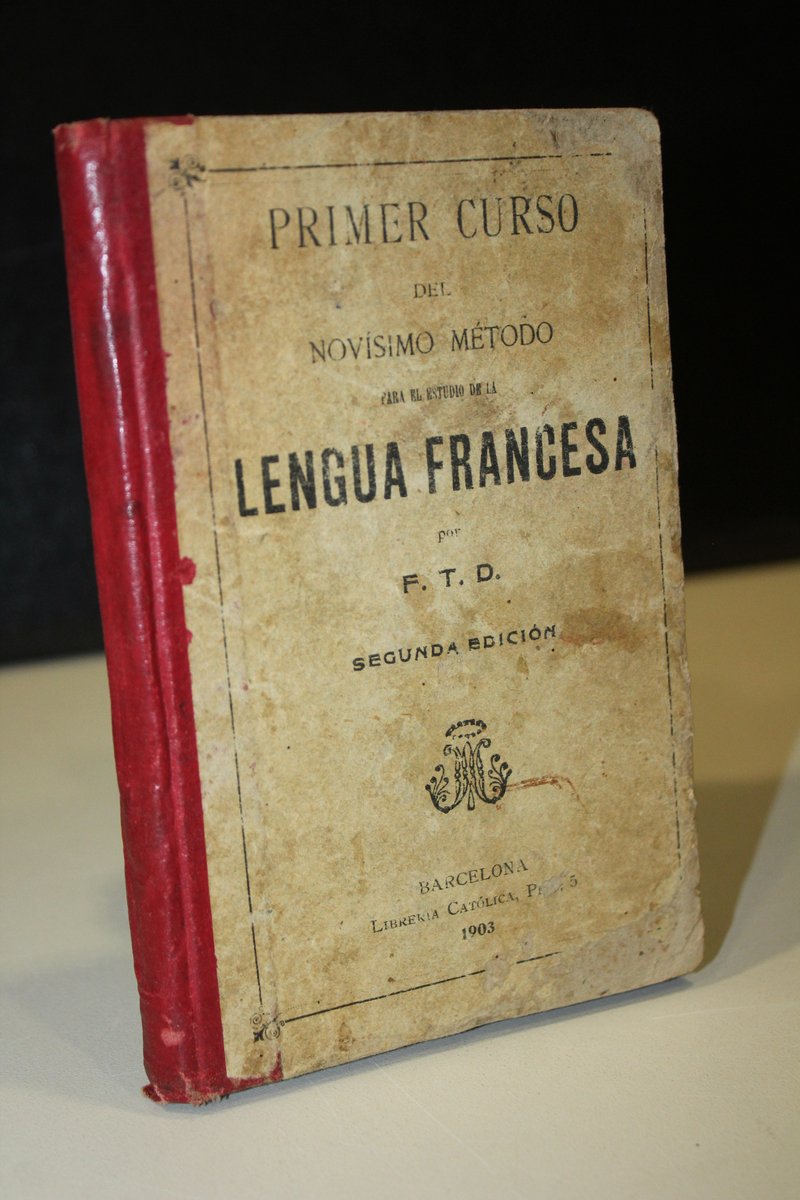 PRIMER CURSO
DEL
NOVÍSIMO MÉTODO
PARA EL ESTUDIO DE LA
LENGUA FRANCESA
por
F. T. D.
SEGUNDA EDICIÓN
BARCELONA
LIBRERIA CATÓLICA, 5
1903